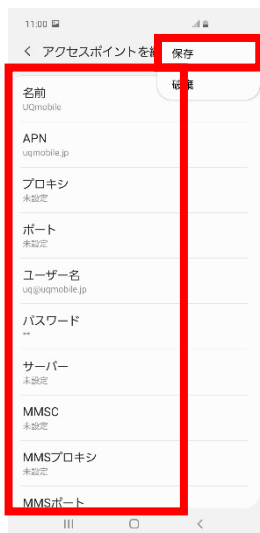 11:00
アクセスポイントを編
保存
破棄
名前
UQmobile
APN
uqmobile.jp
プロキシ
未設定
ポート
未設定
ユーザー名
uq@uqmobile.jp
パスワード
**
サーバー
未設定
MMSC
未設定
MMSプロキシ
未設定
MMSポート